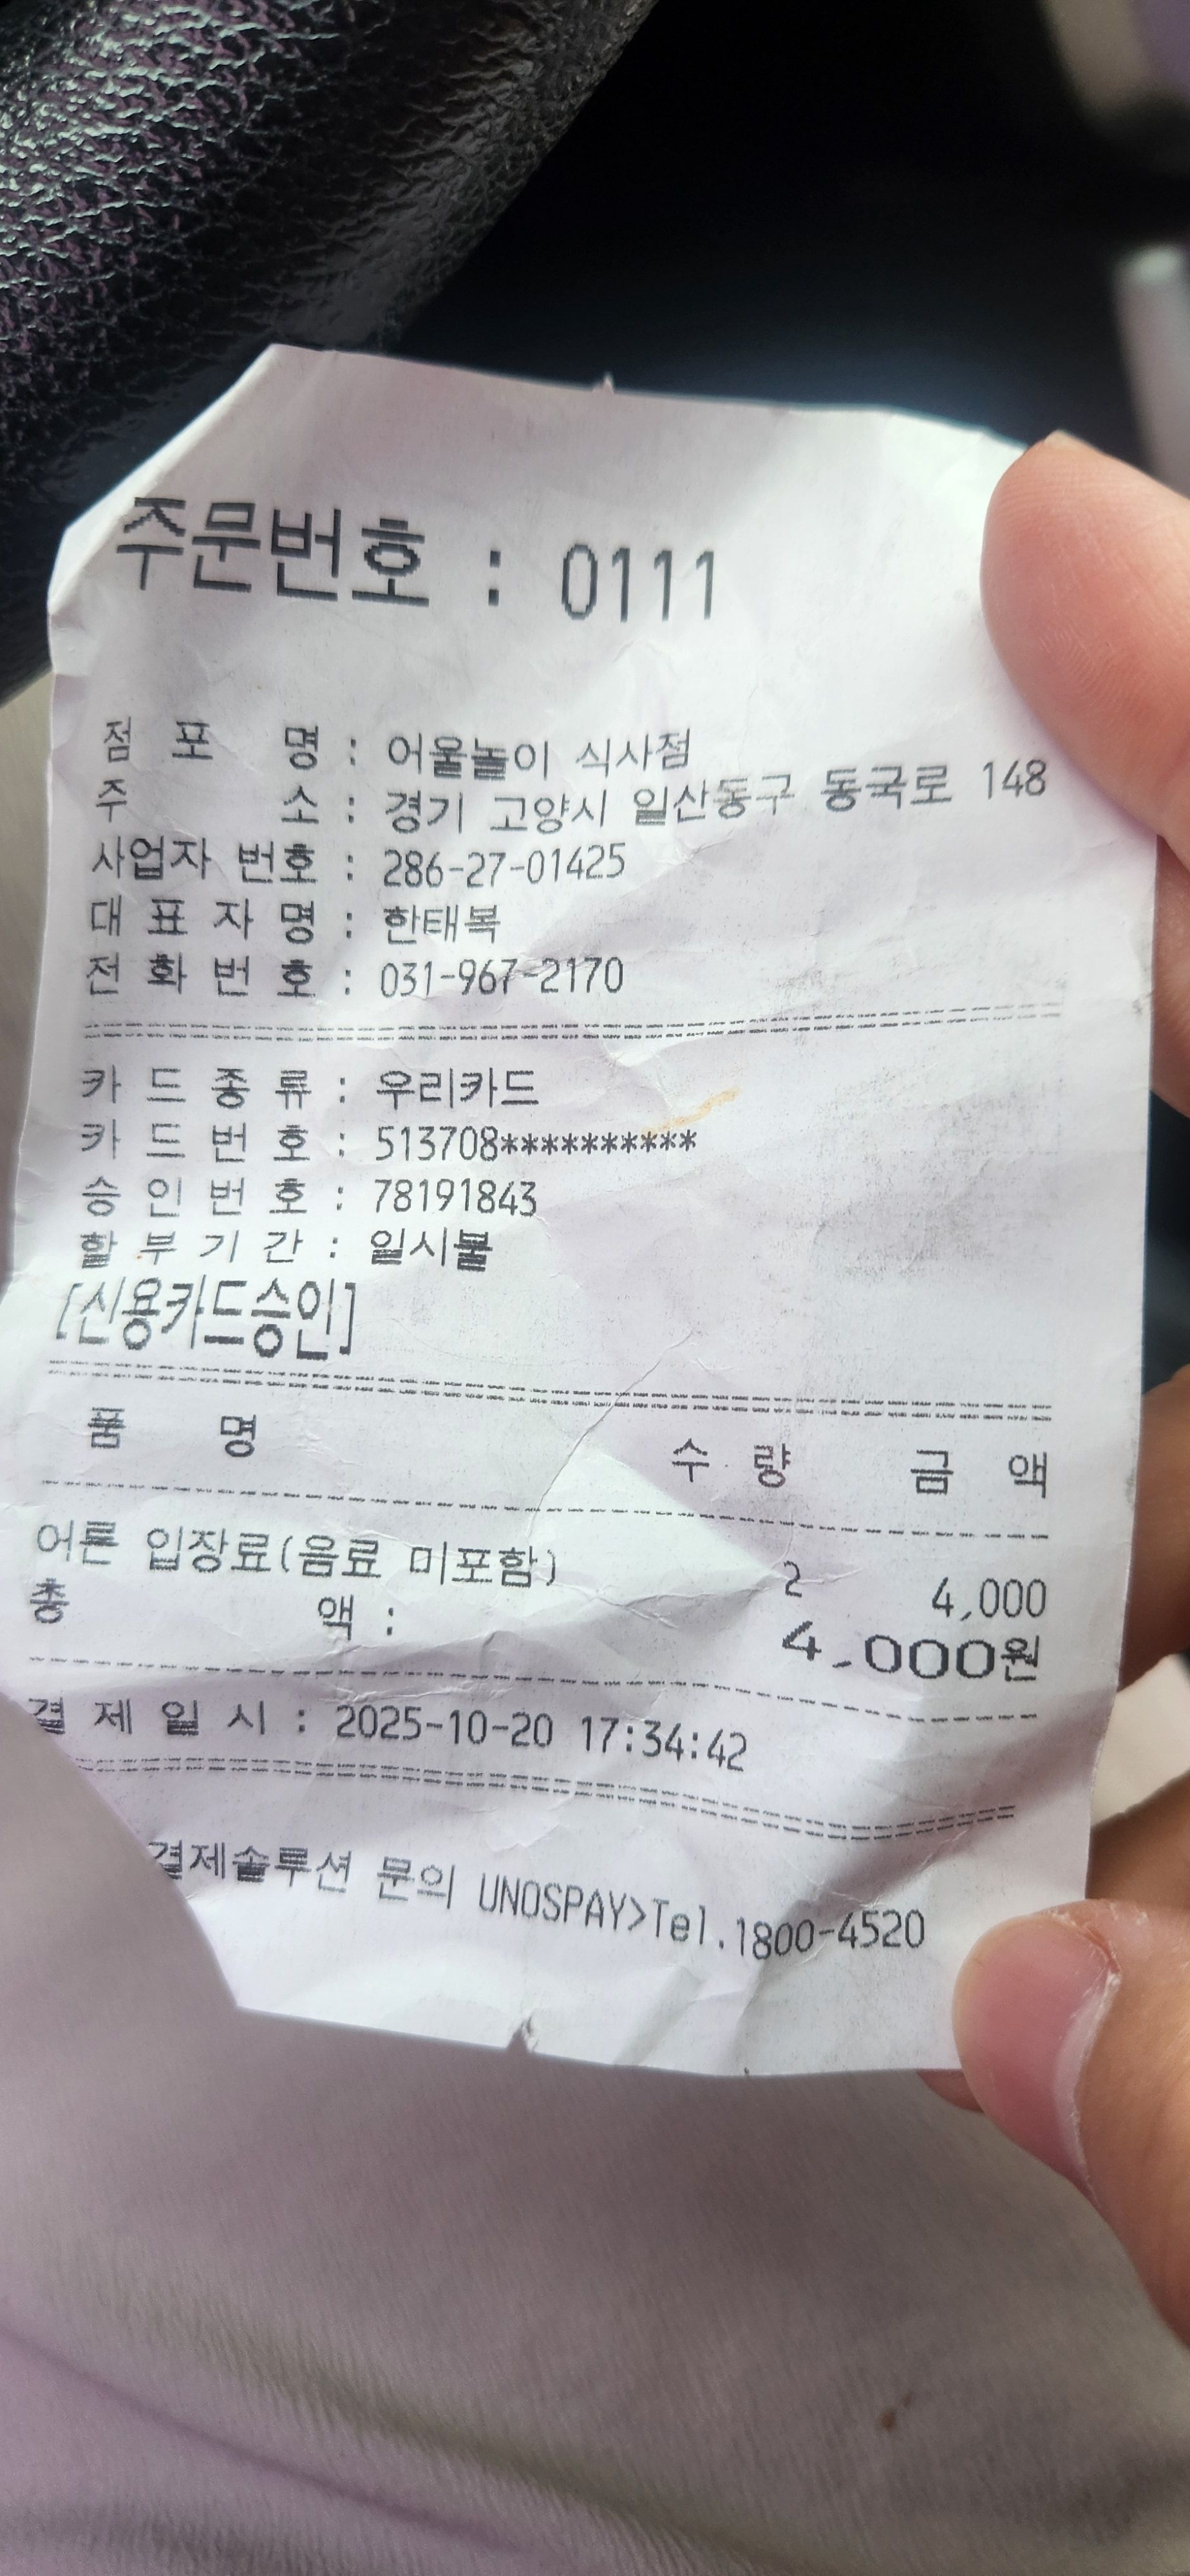 주문번호 : 0111
점 포 명 : 어울놀이 식사점
주 소 : 경기 고양시 일산동구 동국로 148
사업자 번호 : 286-27-01425
대 표 자 명 : 한태복
전 화 번 호 : 031-967-2170
카 드 종 류 : 우리카드
카 드 번 호 : 513708**********
승 인 번 호 : 78191843
할 부 기 간 : 일시불
[신용카드승인]
품 명 수 량 금 액
어른 입장료(음료 미포함) 2 4,000
총 액 : 4,000원
결 제 일 시 : 2025-10-20 17:34:42
결제솔루션 문의 UNOSPAY>Tel.1800-4520